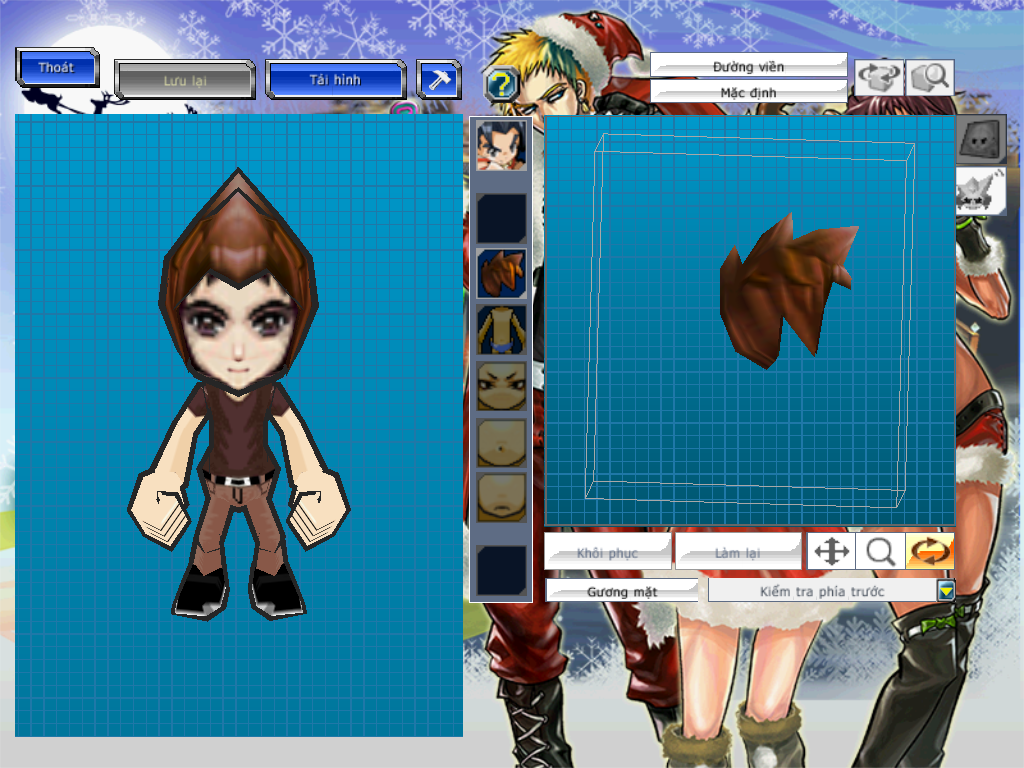 Thoát
Lưu lại
Tải hình
Đường viền
Mặc định
Khôi phục
Làm lại
Gương mặt
Kiểm tra phía trước